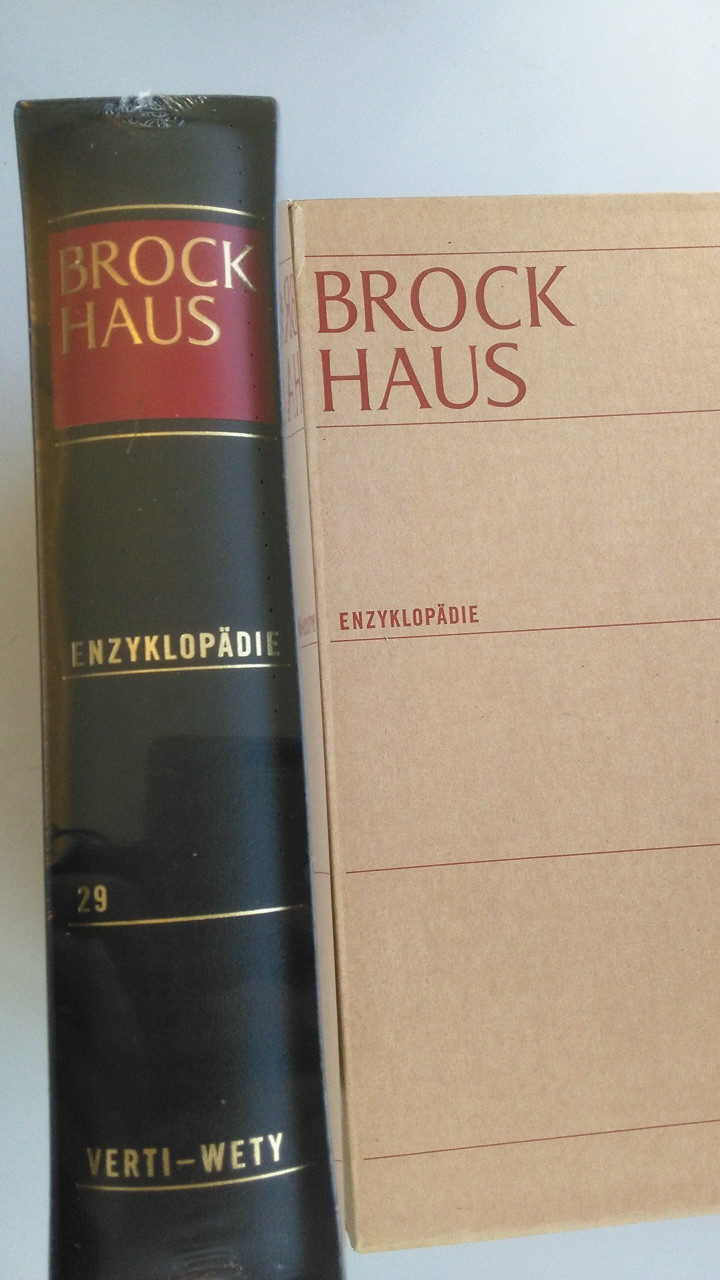 BROCK
HAUS
ENZYKLOPÄDIE
29
VERTI–WETY
BROCK
HAUS
ENZYKLOPÄDIE